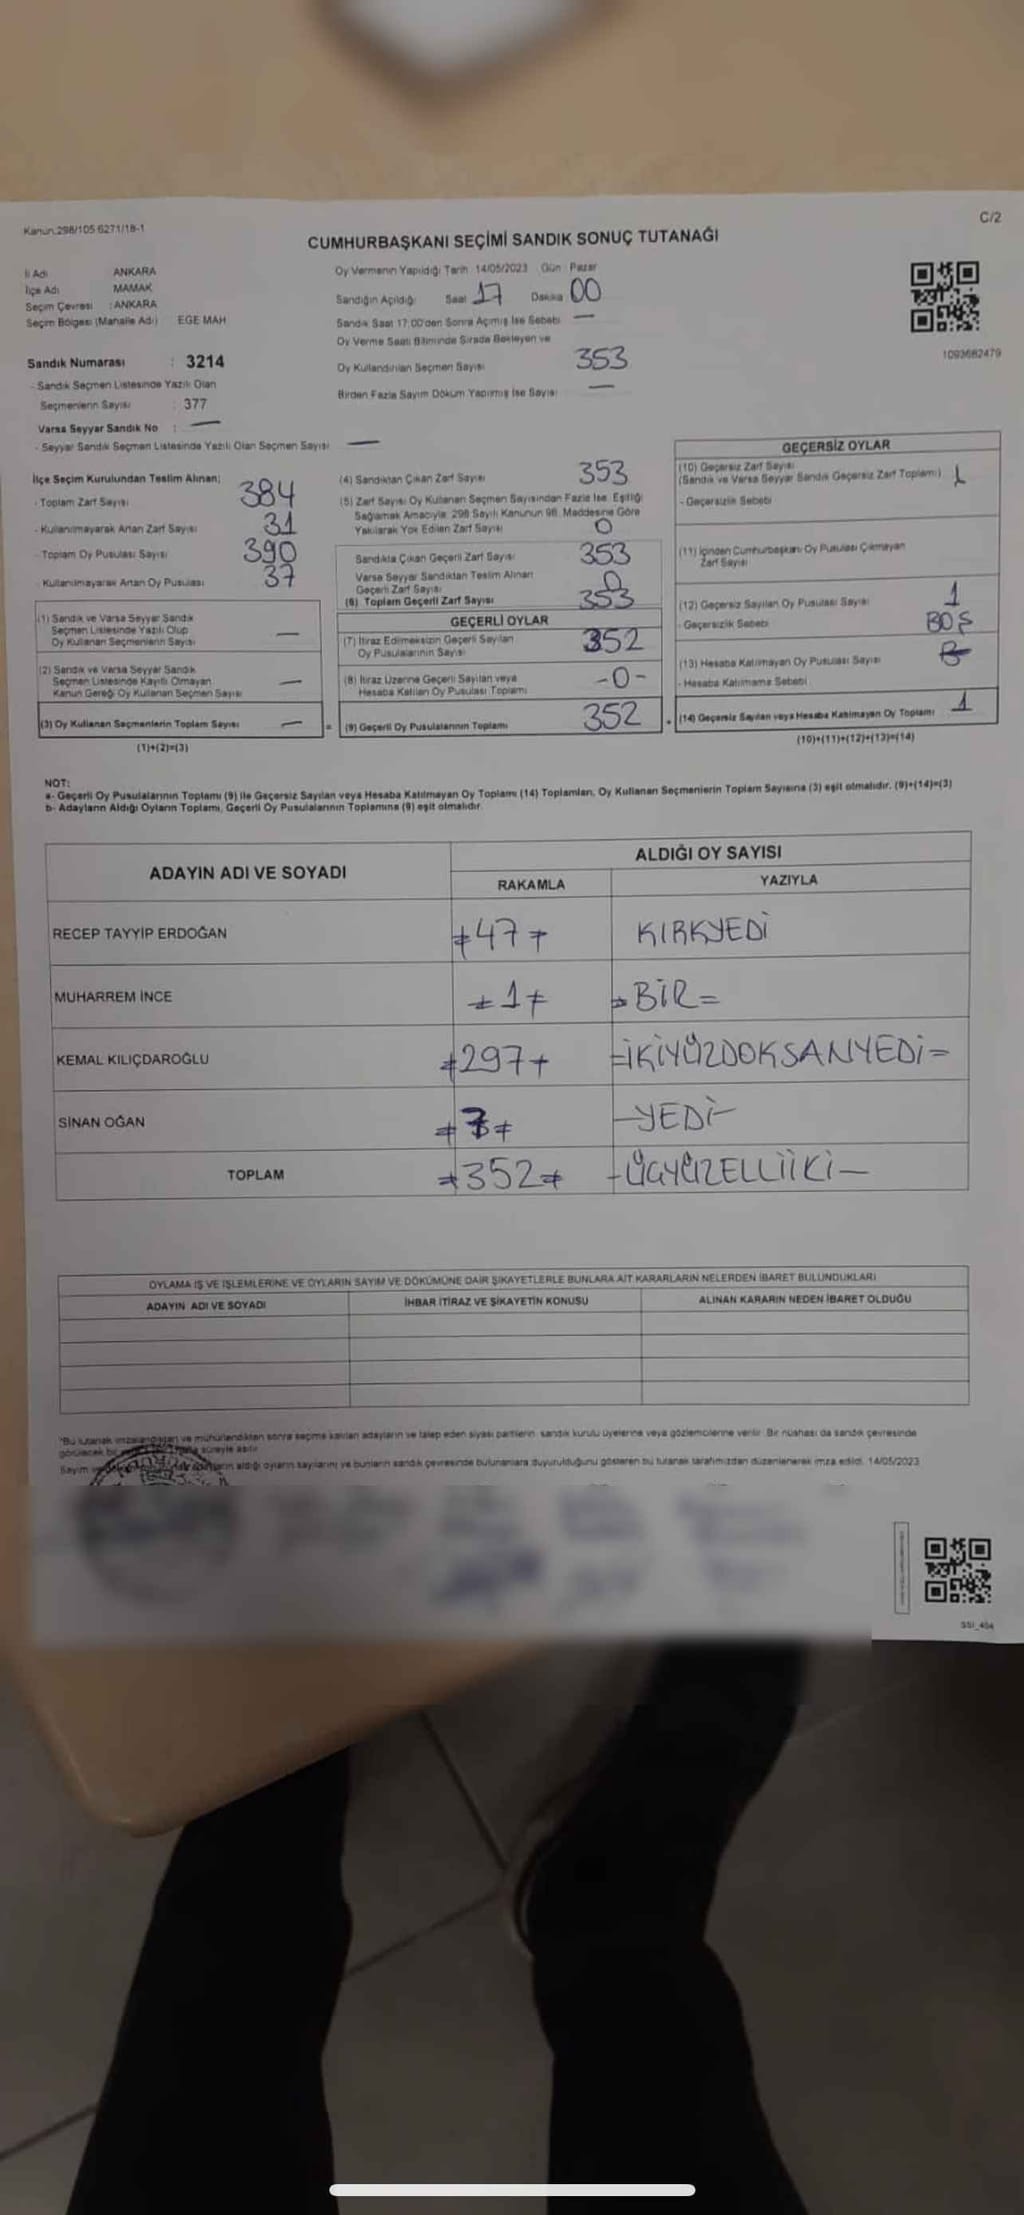 Kanun.298/105 6271/18-1
C/2
CUMHURBAŞKANI SEÇİMİ SANDIK SONUÇ TUTANAĞI
İl Adı ANKARA
İlçe Adı MAMAK
Seçim Çevresi : ANKARA
Seçim Bölgesi (Mahalle Adı) EGE MAH
Sandık Numarası : 3214
- Sandık Seçmen Listesinde Yazılı Olan
Seçmenlerin Sayısı : 377
Varsa Seyyar Sandık No : —
- Seyyar Sandık Seçmen Listesinde Yazılı Olan Seçmen Sayısı —
Oy Vermenin Yapıldığı Tarih 14/05/2023 Gün : Pazar
Sandığın Açıldığı Saat 17 Dakika 00
Sandık Saat 17:00'den Sonra Açılmış İse Sebebi —
Oy Verme Saati Bitiminde Sırada Bekleyen ve
Oy Kullandırılan Seçmen Sayısı 353
Birden Fazla Sayım Döküm Yapılmış İse Sayısı —
1093682479
İlçe Seçim Kurulundan Teslim Alınan;
- Toplam Zarf Sayısı 384
- Kullanılmayarak Artan Zarf Sayısı 31
- Toplam Oy Pusulası Sayısı 390
- Kullanılmayarak Artan Oy Pusulası 37
(1) Sandık ve Varsa Seyyar Sandık
Seçmen Listesinde Yazılı Olup
Oy Kullanan Seçmenlerin Sayısı —
(2) Sandık ve Varsa Seyyar Sandık
Seçmen Listesinde Kayıtlı Olmayan
Kanun Gereği Oy Kullanan Seçmen Sayısı —
(3) Oy Kullanan Seçmenlerin Toplam Sayısı —
(1)+(2)=(3)
(4) Sandıktan Çıkan Zarf Sayısı 353
(5) Zarf Sayısı Oy Kullanan Seçmen Sayısından Fazla İse, Eşitliği
Sağlamak Amacıyla; 298 Sayılı Kanunun 98. Maddesine Göre
Yakılarak Yok Edilen Zarf Sayısı 0
Sandıkta Çıkan Geçerli Zarf Sayısı 353
Varsa Seyyar Sandıktan Teslim Alınan
Geçerli Zarf Sayısı 0
(6) Toplam Geçerli Zarf Sayısı 353
GEÇERLİ OYLAR
(7) İtiraz Edilmeksizin Geçerli Sayılan
Oy Pusulalarının Sayısı 352
(8) İtiraz Üzerine Geçerli Sayılan veya
Hesaba Katılan Oy Pusulası Toplamı -0-
= (9) Geçerli Oy Pusulalarının Toplamı 352
GEÇERSİZ OYLAR
(10) Geçersiz Zarf Sayısı
(Sandık ve Varsa Seyyar Sandık Geçersiz Zarf Toplamı)
- Geçersizlik Sebebi
(11) İçinden Cumhurbaşkanı Oy Pusulası Çıkmayan
Zarf Sayısı
(12) Geçersiz Sayılan Oy Pusulası Sayısı 1
- Geçersizlik Sebebi BOŞ
(13) Hesaba Katılmayan Oy Pusulası Sayısı
- Hesaba Katılmama Sebebi
+ (14) Geçersiz Sayılan veya Hesaba Katılmayan Oy Toplamı 1
(10)+(11)+(12)+(13)=(14)
NOT:
a- Geçerli Oy Pusulalarının Toplamı (9) ile Geçersiz Sayılan veya Hesaba Katılmayan Oy Toplamı (14) Toplamları, Oy Kullanan Seçmenlerin Toplam Sayısına (3) eşit olmalıdır. (9)+(14)=(3)
b- Adayların Aldığı Oyların Toplamı, Geçerli Oy Pusulalarının Toplamına (9) eşit olmalıdır.
ADAYIN ADI VE SOYADI
ALDIĞI OY SAYISI
RAKAMLA YAZIYLA
RECEP TAYYİP ERDOĞAN ≠47≠ KIRKYEDİ
MUHARREM İNCE ≠1≠ =BİR=
KEMAL KILIÇDAROĞLU ≠297≠ =İKİYÜZDOKSANYEDİ=
SİNAN OĞAN ≠7≠ -YEDİ-
TOPLAM ≠352≠ -ÜÇYÜZELLİİKİ-
OYLAMA İŞ VE İŞLEMLERİNE VE OYLARIN SAYIM VE DÖKÜMÜNE DAİR ŞİKAYETLERLE BUNLARA AİT KARARLARIN NELERDEN İBARET BULUNDUKLARI
ADAYIN ADI VE SOYADI İHBAR İTİRAZ VE ŞİKAYETİN KONUSU ALINAN KARARIN NEDEN İBARET OLDUĞU
"Bu tutanak imzalandıktan ve mühürlendikten sonra seçime katılan adayların ve talep eden siyasi partilerin, sandık kurulu üyelerine veya gözlemcilerine verilir. Bir nüshası da sandık çevresinde
görülecek bir süreyle asılır.
Sayım aldığı oyların sayılarını ve bunların sandık çevresinde bulunanlara duyurulduğunu gösteren bu tutanak tarafımızdan düzenlenerek imza edildi. 14/05/2023